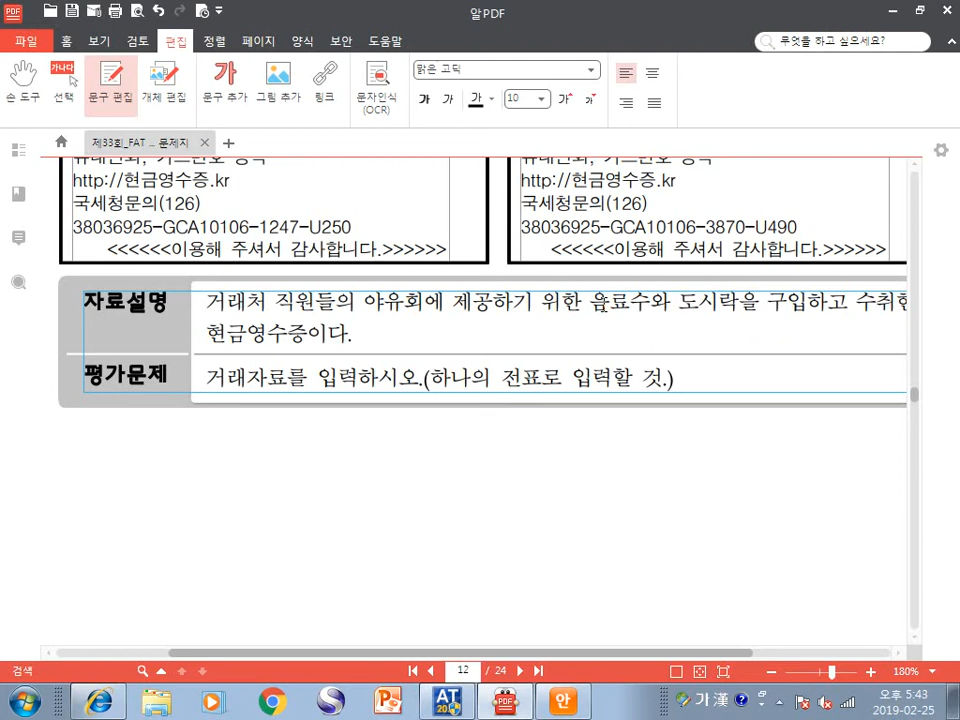 알PDF
파일 홈 보기 검토 편집 정렬 페이지 양식 보안 도움말
무엇을 하고 싶으세요?
가나다
가
맑은 고딕
손 도구 선택 문구 편집 개체 편집 문구 추가 그림 추가 링크 문자인식
(OCR)
가 가 가 10 가 가
제33회_FAT ... 문제지
http://현금영수증.kr
국세청문의(126)
38036925-GCA10106-1247-U250
<<<<<<이용해 주셔서 감사합니다.>>>>>>
http://현금영수증.kr
국세청문의(126)
38036925-GCA10106-3870-U490
<<<<<<이용해 주셔서 감사합니다.>>>>>>
자료설명 거래처 직원들의 야유회에 제공하기 위한 음료수와 도시락을 구입하고 수취한
현금영수증이다.
평가문제 거래자료를 입력하시오.(하나의 전표로 입력할 것.)
검색 12 / 24 180%
PDF AT 20 PDF 안 가 漢
오후 5:43
2019-02-25